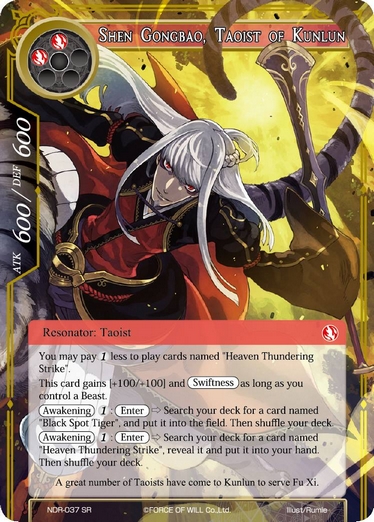 Shen Gongbao, Taoist of Kunlun
ATK 600 / DEF 600
Resonator: Taoist
You may pay 1 less to play cards named "Heaven Thundering
Strike".
This card gains [+100/+100] and Swiftness as long as you
control a Beast.
Awakening 1 : Enter ⇨ Search your deck for a card named
"Black Spot Tiger", and put it into the field. Then shuffle your deck.
Awakening 1 : Enter ⇨ Search your deck for a card named
"Heaven Thundering Strike", reveal it and put it into your hand.
Then shuffle your deck.
A great number of Taoists have come to Kunlun to serve Fu Xi.
NDR-037 SR ©FORCE OF WILL Co.,Ltd. Illust/Rumie